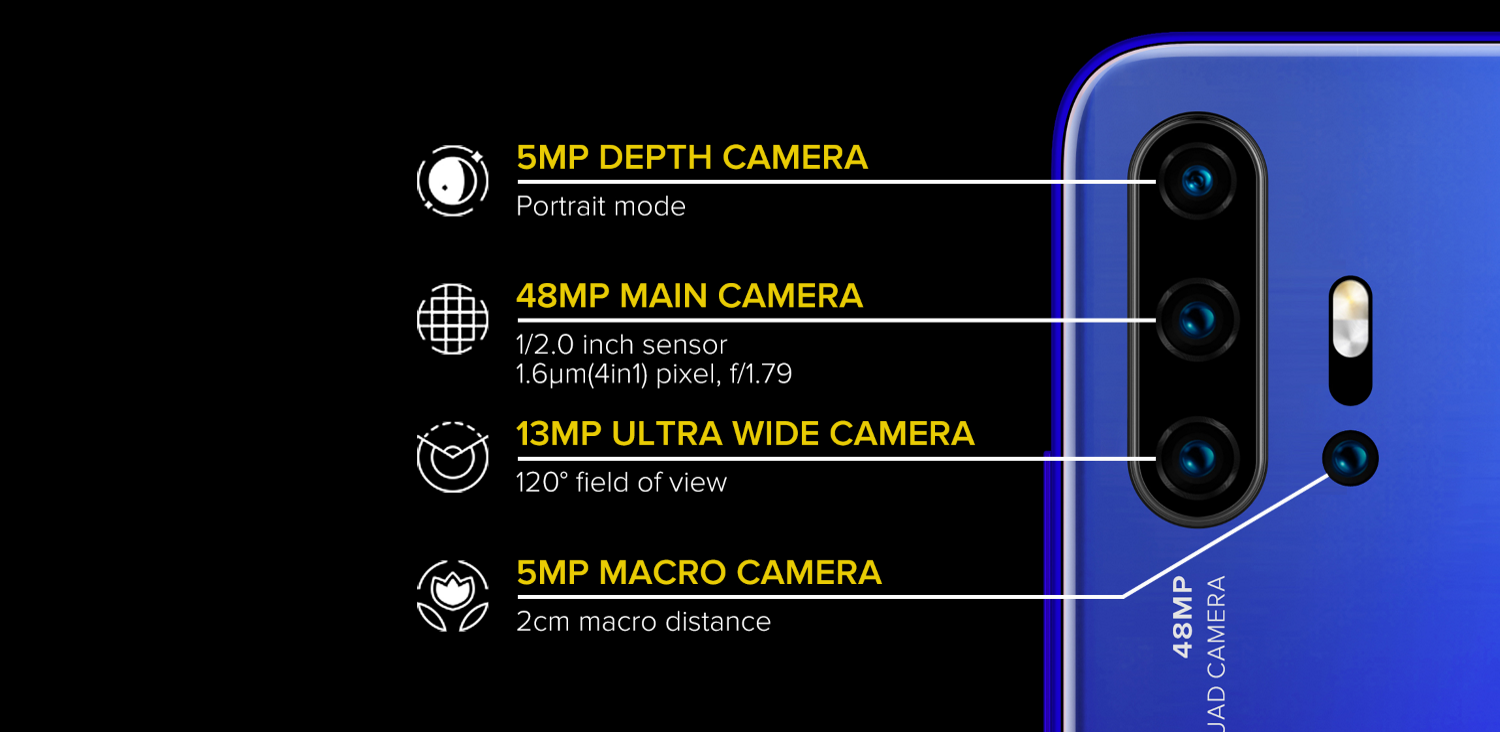 5MP DEPTH CAMERA
Portrait mode
48MP MAIN CAMERA
1/2.0 inch sensor
1.6μm(4in1) pixel, f/1.79
13MP ULTRA WIDE CAMERA
120° field of view
5MP MACRO CAMERA
2cm macro distance
48MP
CAMERA